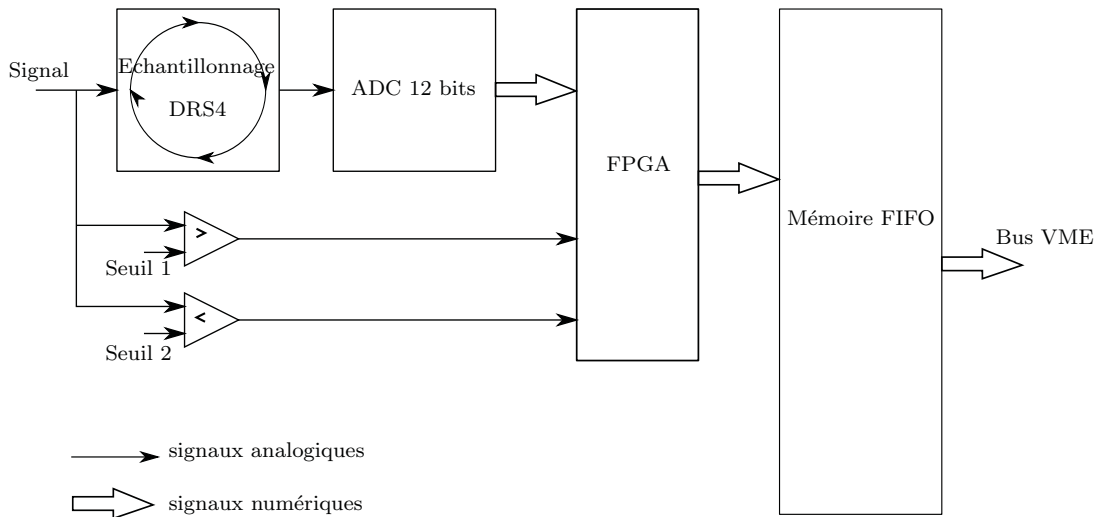 Signal
Echantillonnage
DRS4
ADC 12 bits
FPGA
Mémoire FIFO
Bus VME
>
Seuil 1
<
Seuil 2
signaux analogiques
signaux numériques